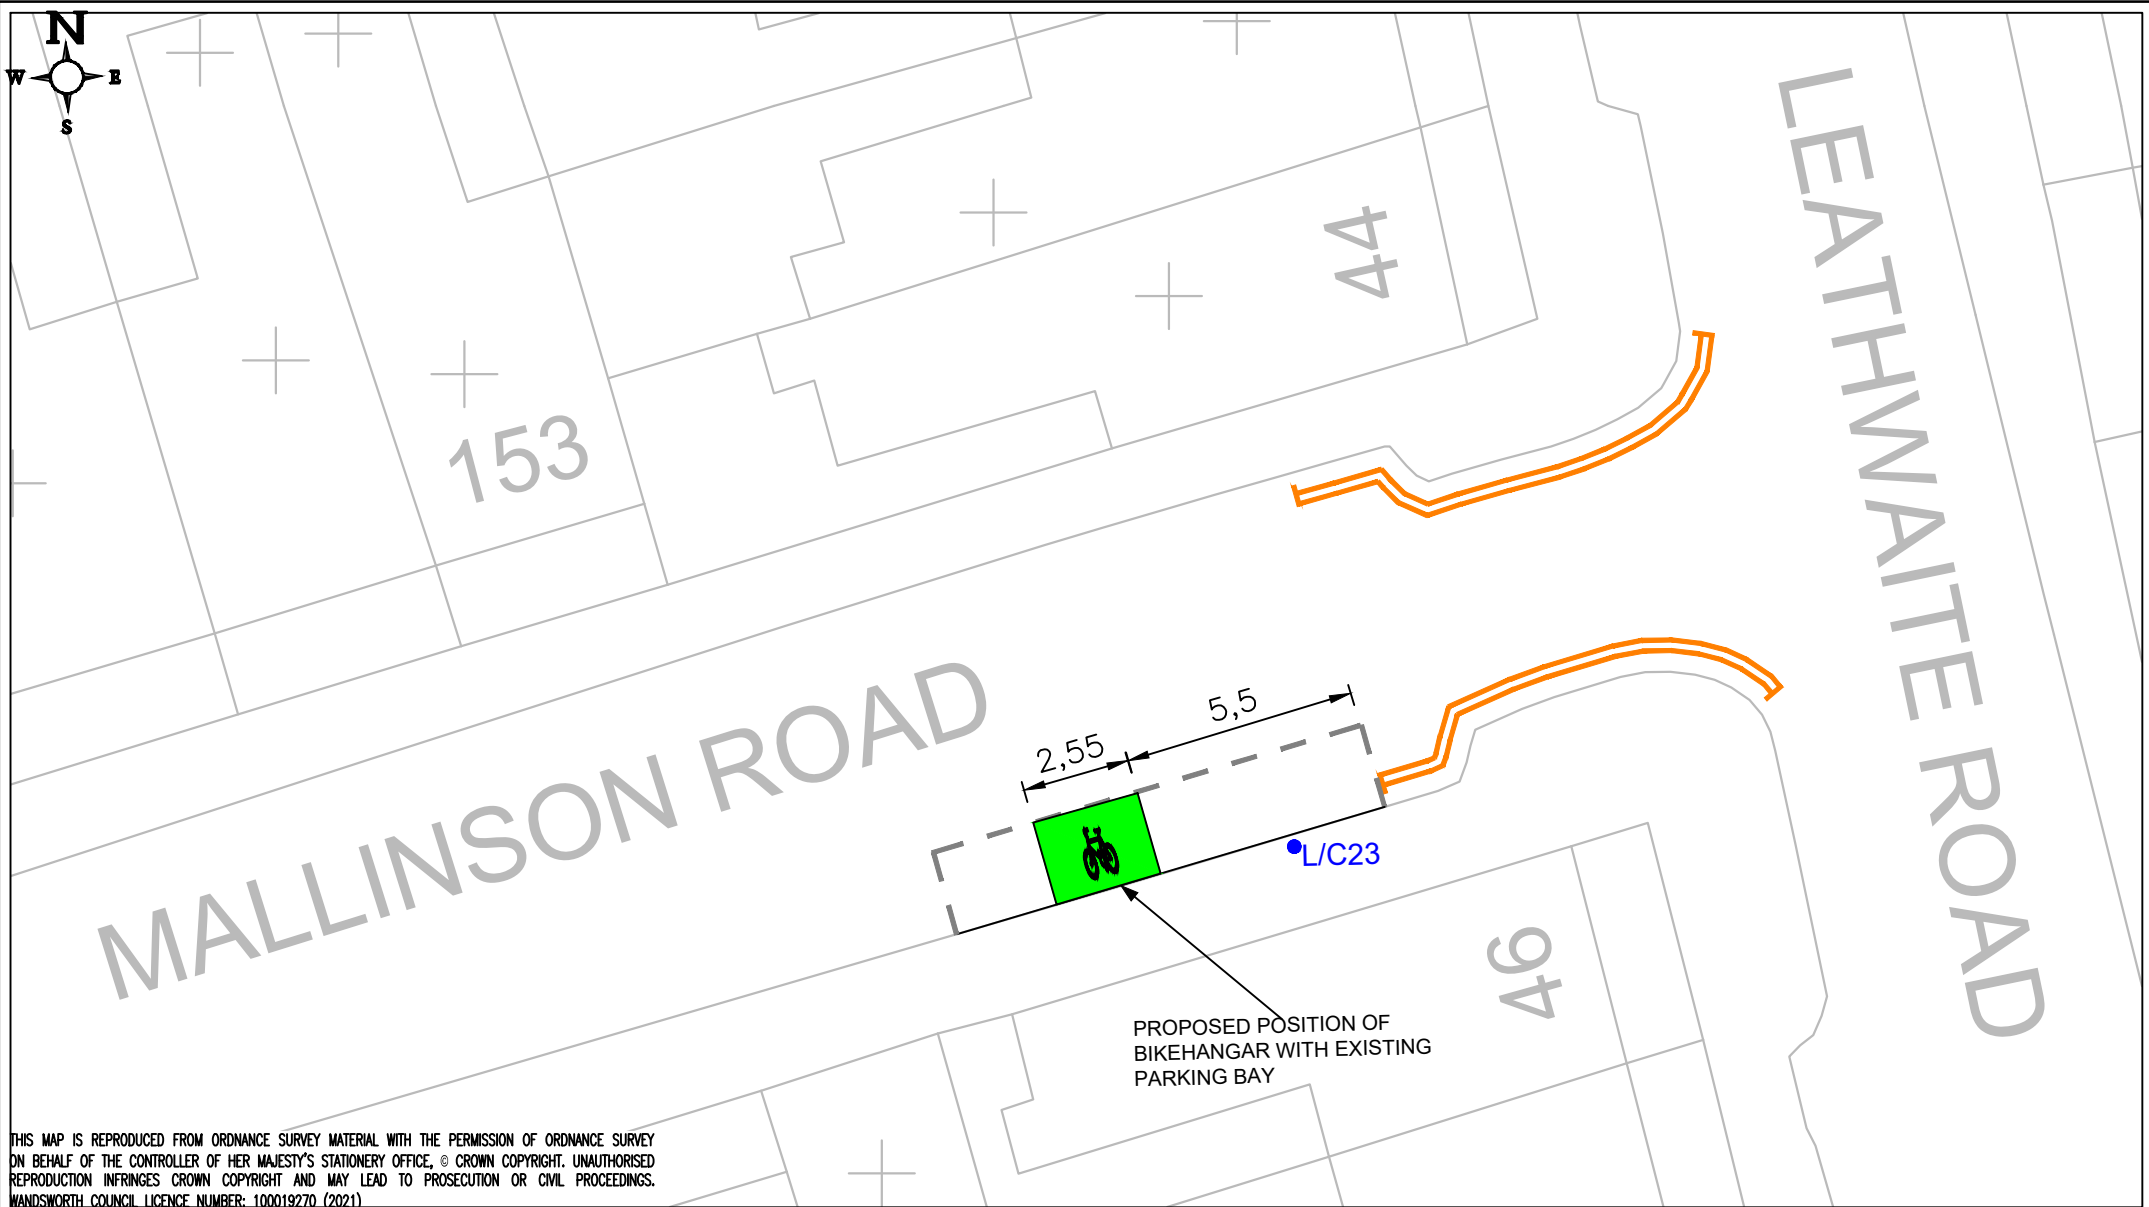 N
W E
S
LEATHWAITE ROAD
44
153
MALLINSON ROAD
5,5
2,55
L/C23
46
PROPOSED POSITION OF
BIKEHANGAR WITH EXISTING
PARKING BAY
THIS MAP IS REPRODUCED FROM ORDNANCE SURVEY MATERIAL WITH THE PERMISSION OF ORDNANCE SURVEY
ON BEHALF OF THE CONTROLLER OF HER MAJESTY'S STATIONERY OFFICE, © CROWN COPYRIGHT. UNAUTHORISED
REPRODUCTION INFRINGES CROWN COPYRIGHT AND MAY LEAD TO PROSECUTION OR CIVIL PROCEEDINGS.
WANDSWORTH COUNCIL LICENCE NUMBER: 100019270 (2021)